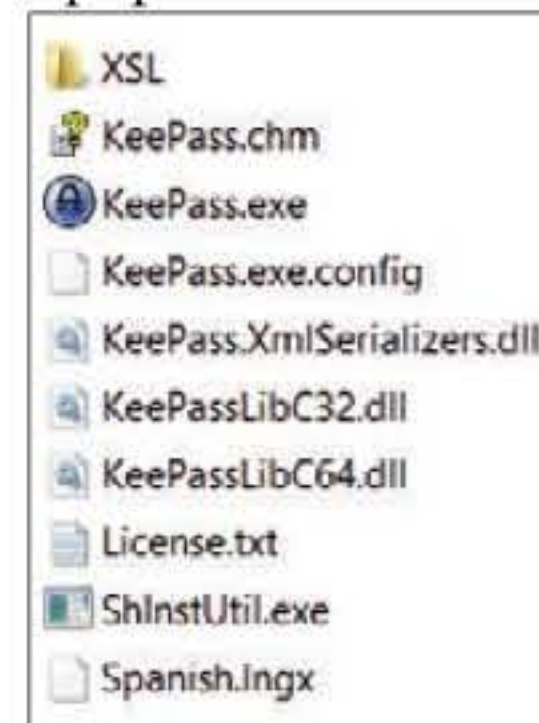 XSL
KeePass.chm
KeePass.exe
KeePass.exe.config
KeePass.XmlSerializers.dll
KeePassLibC32.dll
KeePassLibC64.dll
License.txt
ShInstUtil.exe
Spanish.lngx